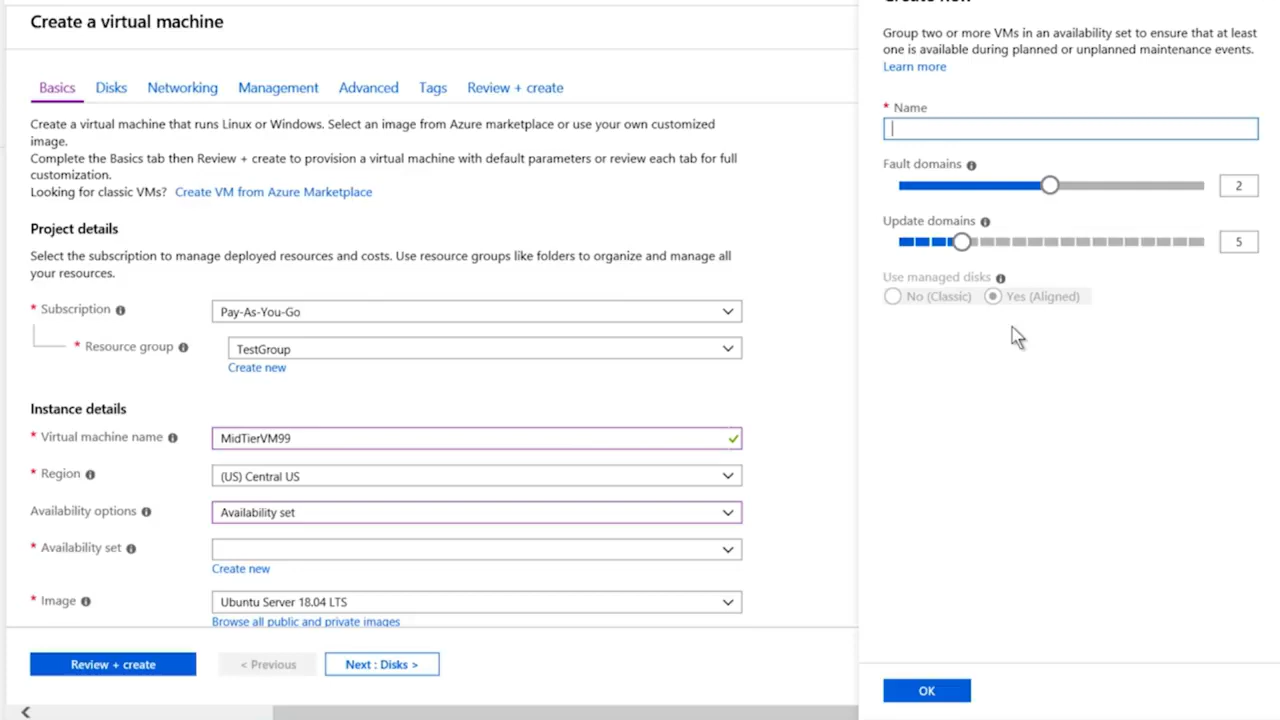 Create a virtual machine
Basics Disks Networking Management Advanced Tags Review + create
Create a virtual machine that runs Linux or Windows. Select an image from Azure marketplace or use your own customized
image.
Complete the Basics tab then Review + create to provision a virtual machine with default parameters or review each tab for full
customization.
Looking for classic VMs? Create VM from Azure Marketplace
Project details
Select the subscription to manage deployed resources and costs. Use resource groups like folders to organize and manage all
your resources.
* Subscription
Pay-As-You-Go
* Resource group
TestGroup
Create new
Instance details
* Virtual machine name
MidTierVM99
* Region
(US) Central US
Availability options
Availability set
* Availability set
Create new
* Image
Ubuntu Server 18.04 LTS
Browse all public and private images
Review + create
< Previous
Next : Disks >
Create new
Group two or more VMs in an availability set to ensure that at least
one is available during planned or unplanned maintenance events.
Learn more
* Name
Fault domains
2
Update domains
5
Use managed disks
No (Classic) Yes (Aligned)
OK